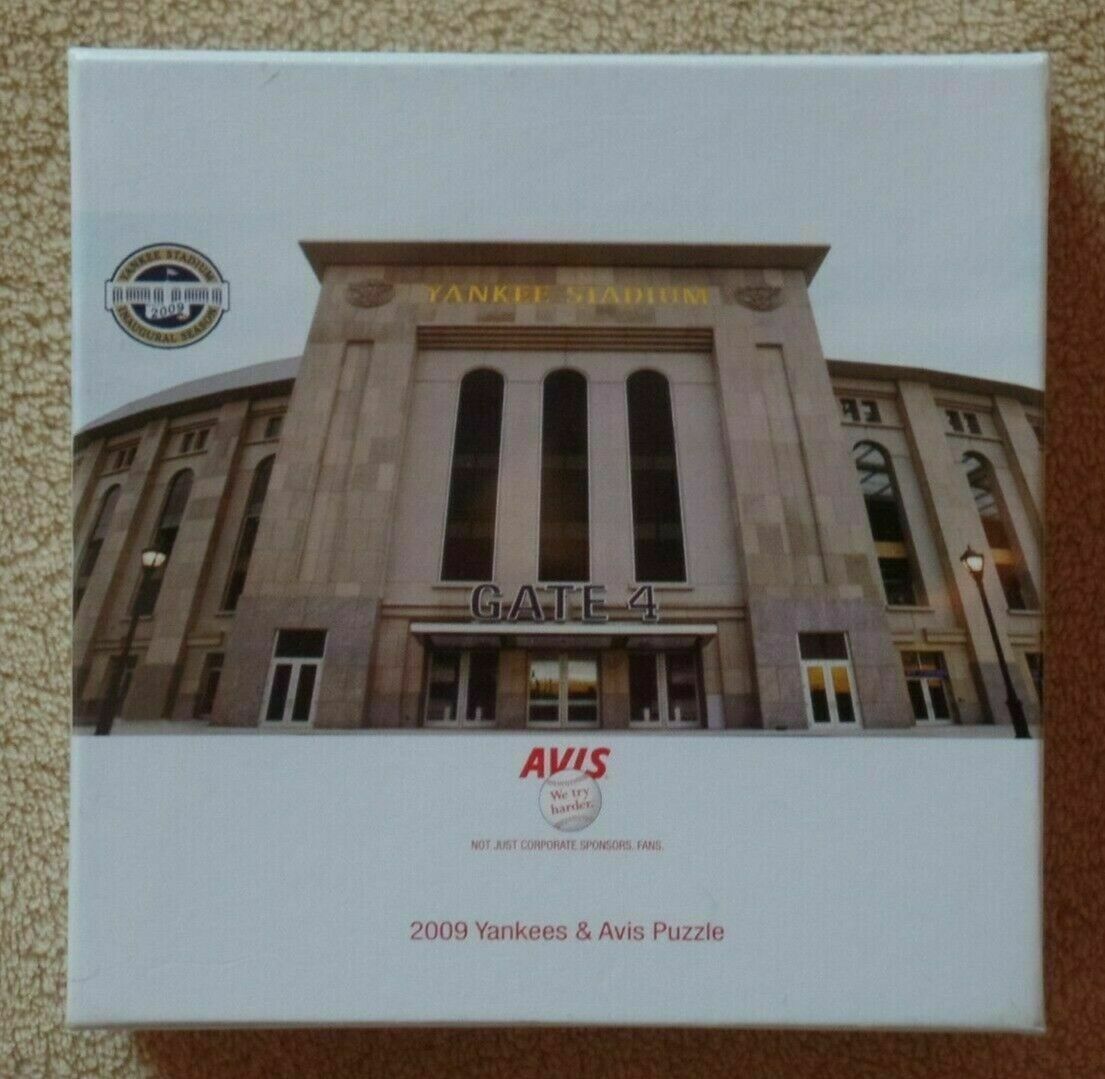 YANKEE STADIUM
2009
INAUGURAL SEASON
YANKEE STADIUM
GATE 4
AVIS
We try
harder.
NOT JUST CORPORATE SPONSORS. FANS.
2009 Yankees & Avis Puzzle